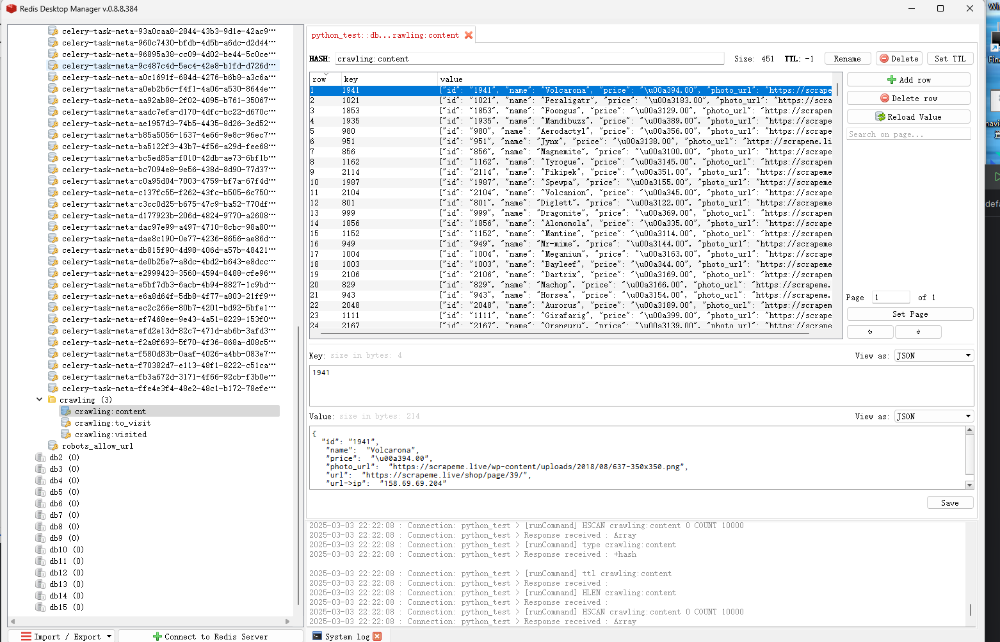 Redis Desktop Manager v.0.8.8.384
celery-task-meta-93a0caa8-2844-43b3-9d1e-42ac9···
celery-task-meta-960c7430-bfdb-4d5b-a6dc-d2d44···
celery-task-meta-96895a38-cc09-4d02-be44-5c0ce···
celery-task-meta-9c487c4d-5ec4-42e8-b1fd-d726d···
celery-task-meta-a0c1691f-684d-4276-b6b8-a3c6a···
celery-task-meta-a0eb2b6c-f4f1-4a06-a530-8644e···
celery-task-meta-aa92ab88-2f02-4095-b761-35067···
celery-task-meta-aadc7efa-d170-4dfc-bc22-d670c···
celery-task-meta-ae1957d3-74b5-4435-8d26-3ed52···
celery-task-meta-b85a5056-1637-4e66-9e8c-96ec7···
celery-task-meta-ba5122f3-43b7-4f56-a29d-fee68···
celery-task-meta-bc5ed85a-f010-42db-ae73-6bf1b···
celery-task-meta-bc7094e8-9e56-438d-8d90-77d37···
celery-task-meta-c0a95d04-7003-4759-bf7a-67f4d···
celery-task-meta-c137fc55-f262-43fc-b505-6c750···
celery-task-meta-c3cc0d25-b675-47c9-ba52-770df···
celery-task-meta-d177923b-206d-4824-9770-a2608···
celery-task-meta-dac97e99-a497-4710-8cbc-98a80···
celery-task-meta-dae8c190-0e77-4236-8656-ae86d···
celery-task-meta-db815f90-4d98-406d-a57b-48421···
celery-task-meta-de0b25e7-a8dc-4bd2-b643-e8dcc···
celery-task-meta-e2999423-3560-4594-8488-cfe96···
celery-task-meta-e5bf7db3-6acb-4b94-8827-1c9bd···
celery-task-meta-e6a8d64f-5db8-4f77-a803-21ff9···
celery-task-meta-ec2c266e-80b7-4201-bd92-5bfe1···
celery-task-meta-ef7468ee-9e43-4a51-8229-153f0···
celery-task-meta-efd2e13d-82c7-471d-ab6b-3afd3···
celery-task-meta-f2a8f693-5f70-4f36-868a-d08c5···
celery-task-meta-f580d83b-0aaf-4026-a4bb-083e7···
celery-task-meta-f70382d7-e113-48f1-8222-c51ca···
celery-task-meta-fb3a672d-3171-4f66-92cb-f3b0e···
celery-task-meta-ffe4e3f4-48e2-48c1-b172-78efe···
crawling (3)
crawling:content
crawling:to_visit
crawling:visited
robots_allow_url
db2 (0)
db3 (0)
db4 (0)
db5 (0)
db6 (0)
db7 (0)
db8 (0)
db9 (0)
db10 (0)
db11 (0)
db12 (0)
db13 (0)
db14 (0)
db15 (0)
Import / Export
Connect to Redis Server
python_test::db...rawling:content
HASH: crawling:content Size: 451 TTL: -1 Rename Delete Set TTL
row key value
1 1941 {"id": "1941", "name": "Volcarona", "price": "\u00a394.00", "photo_url": "https://scrape
2 1021 {"id": "1021", "name": "Feraligatr", "price": "\u00a3183.00", "photo_url": "https://scra
3 1853 {"id": "1853", "name": "Foongus", "price": "\u00a3129.00", "photo_url": "https://scrapem
4 1935 {"id": "1935", "name": "Mandibuzz", "price": "\u00a389.00", "photo_url": "https://scrape
5 980 {"id": "980", "name": "Aerodactyl", "price": "\u00a356.00", "photo_url": "https://scrape
6 951 {"id": "951", "name": "Jynx", "price": "\u00a3138.00", "photo_url": "https://scrapeme.li
7 856 {"id": "856", "name": "Magnemite", "price": "\u00a3100.00", "photo_url": "https://scrape
8 1162 {"id": "1162", "name": "Tyrogue", "price": "\u00a3145.00", "photo_url": "https://scrapem
9 2114 {"id": "2114", "name": "Pikipek", "price": "\u00a351.00", "photo_url": "https://scrapeme
10 1987 {"id": "1987", "name": "Spewpa", "price": "\u00a3155.00", "photo_url": "https://scrapeme
11 2104 {"id": "2104", "name": "Volcanion", "price": "\u00a345.00", "photo_url": "https://scrape
12 801 {"id": "801", "name": "Diglett", "price": "\u00a3122.00", "photo_url": "https://scrapeme
13 999 {"id": "999", "name": "Dragonite", "price": "\u00a369.00", "photo_url": "https://scrapem
14 1856 {"id": "1856", "name": "Alomomola", "price": "\u00a335.00", "photo_url": "https://scrape
15 1152 {"id": "1152", "name": "Mantine", "price": "\u00a3114.00", "photo_url": "https://scrapem
16 949 {"id": "949", "name": "Mr-mime", "price": "\u00a3144.00", "photo_url": "https://scrapeme
17 1004 {"id": "1004", "name": "Meganium", "price": "\u00a3163.00", "photo_url": "https://scrape
18 1003 {"id": "1003", "name": "Bayleef", "price": "\u00a344.00", "photo_url": "https://scrapeme
19 2106 {"id": "2106", "name": "Dartrix", "price": "\u00a3169.00", "photo_url": "https://scrapem
20 829 {"id": "829", "name": "Machop", "price": "\u00a3166.00", "photo_url": "https://scrapeme.
21 943 {"id": "943", "name": "Horsea", "price": "\u00a3154.00", "photo_url": "https://scrapeme.
22 2048 {"id": "2048", "name": "Aurorus", "price": "\u00a3189.00", "photo_url": "https://scrapem
23 1111 {"id": "1111", "name": "Girafarig", "price": "\u00a399.00", "photo_url": "https://scrape
24 2167 {"id": "2167", "name": "Oranguru", "price": "\u00a3139.00", "photo_url": "https://scrape
Add row
Delete row
Reload Value
Search on page...
Page 1 of 1
Set Page
Key: size in bytes: 4 View as: JSON
1941
Value: size in bytes: 214 View as: JSON
{
"id": "1941",
"name": "Volcarona",
"price": "\u00a394.00",
"photo_url": "https://scrapeme.live/wp-content/uploads/2018/08/637-350x350.png",
"url": "https://scrapeme.live/shop/page/39/",
"url->ip": "158.69.69.204"
Save
2025-03-03 22:22:08 : Connection: python_test > [runCommand] HSCAN crawling:content 0 COUNT 10000
2025-03-03 22:22:08 : Connection: python_test > Response received : Array
2025-03-03 22:22:08 : Connection: python_test > [runCommand] type crawling:content
2025-03-03 22:22:08 : Connection: python_test > Response received : +hash
2025-03-03 22:22:08 : Connection: python_test > [runCommand] ttl crawling:content
2025-03-03 22:22:08 : Connection: python_test > Response received :
2025-03-03 22:22:08 : Connection: python_test > [runCommand] HLEN crawling:content
2025-03-03 22:22:08 : Connection: python_test > Response received :
2025-03-03 22:22:08 : Connection: python_test > [runCommand] HSCAN crawling:content 0 COUNT 10000
2025-03-03 22:22:08 : Connection: python_test > Response received : Array
System log
Fina
navi
defa